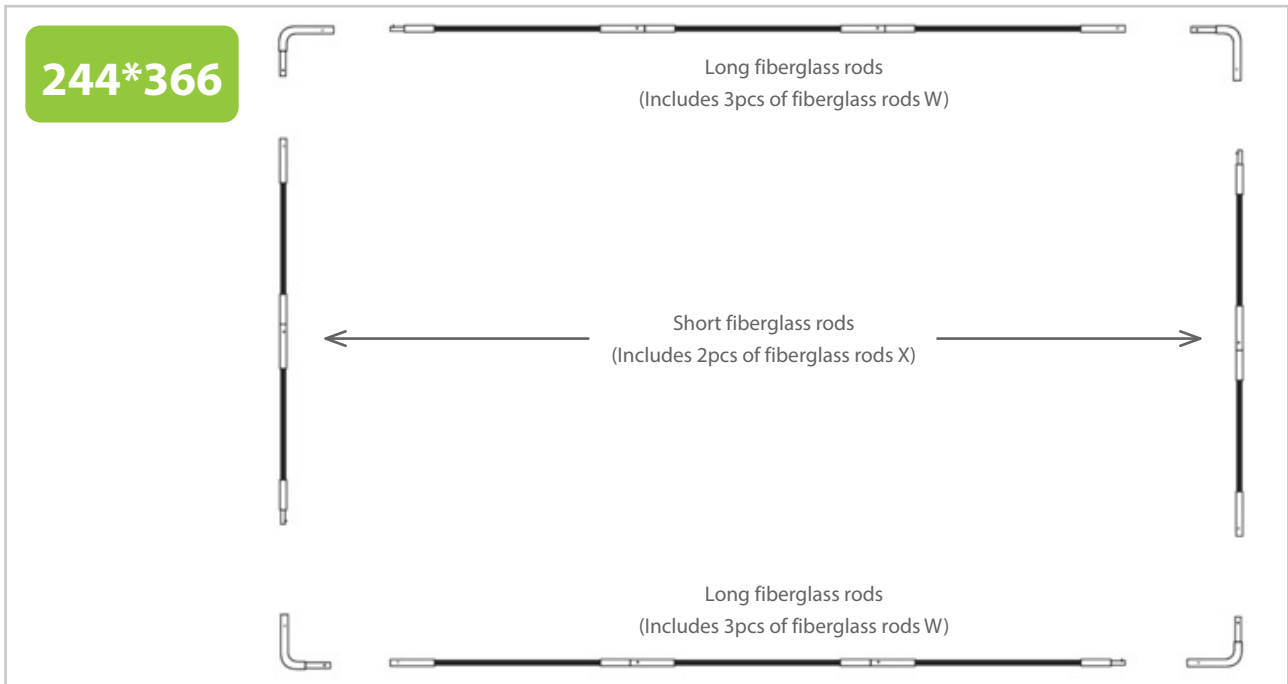 244*366
Long fiberglass rods
(Includes 3pcs of fiberglass rods W)
Short fiberglass rods
(Includes 2pcs of fiberglass rods X)
Long fiberglass rods
(Includes 3pcs of fiberglass rods W)